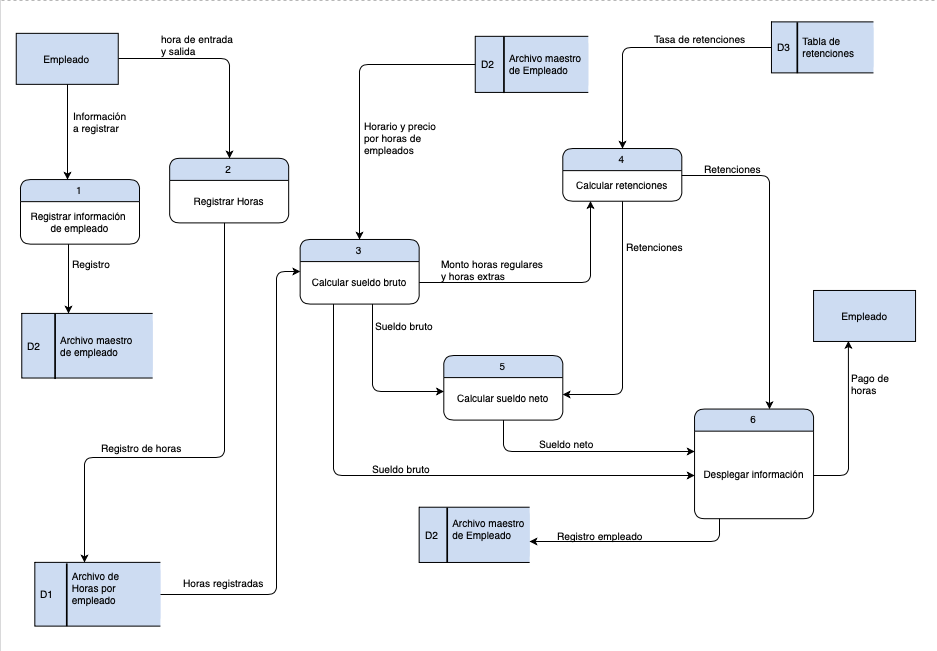 Empleado
hora de entrada
y salida
Información
a registrar
1
Registrar información
de empleado
Registro
D2
Archivo maestro
de empleado
2
Registrar Horas
Registro de horas
D1
Archivo de
Horas por
empleado
Horas registradas
D2
Archivo maestro
de Empleado
Horario y precio
por horas de
empleados
3
Calcular sueldo bruto
Monto horas regulares
y horas extras
Sueldo bruto
Sueldo bruto
D3
Tabla de
retenciones
Tasa de retenciones
4
Calcular retenciones
Retenciones
Retenciones
5
Calcular sueldo neto
Sueldo neto
6
Desplegar información
Registro empleado
D2
Archivo maestro
de Empleado
Pago de
horas
Empleado